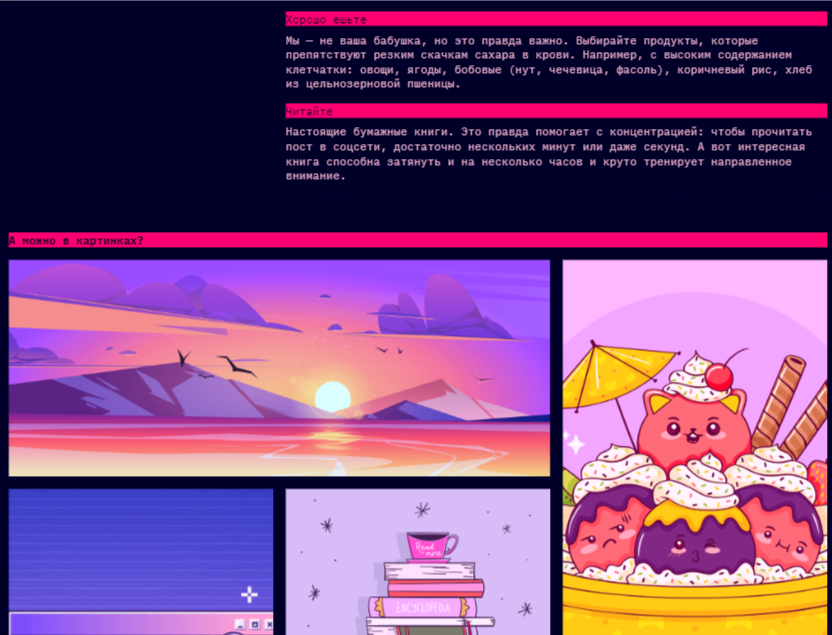 Хорошо ешьте
Мы — не ваша бабушка, но это правда важно. Выбирайте продукты, которые
препятствуют резким скачкам сахара в крови. Например, с высоким содержанием
клетчатки: овощи, ягоды, бобовые (нут, чечевица, фасоль), коричневый рис, хлеб
из цельнозерновой пшеницы.
Читайте
Настоящие бумажные книги. Это правда помогает с концентрацией: чтобы прочитать
пост в соцсети, достаточно нескольких минут или даже секунд. А вот интересная
книга способна затянуть и на несколько часов и круто тренирует направленное
внимание.
А можно в картинках?
Read
more
ENCYCLOPEDIA